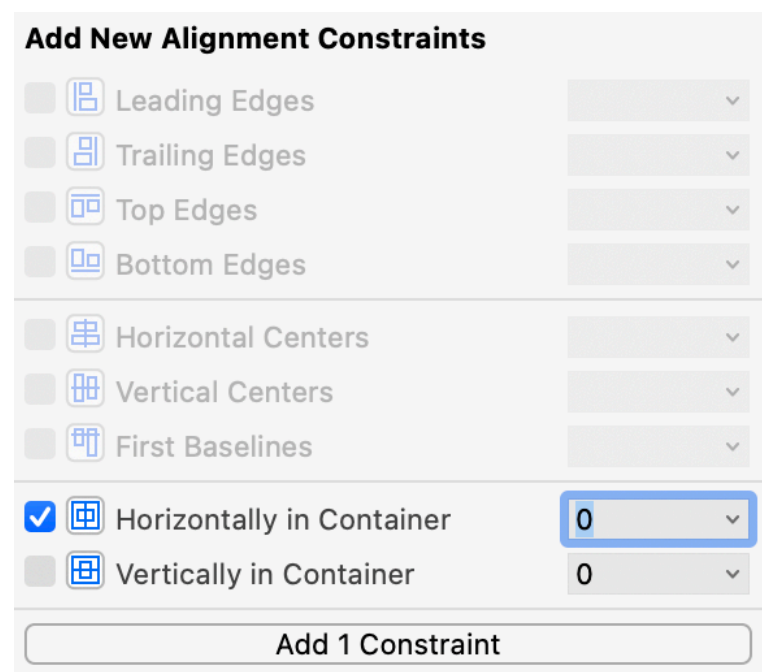 Add New Alignment Constraints
Leading Edges
Trailing Edges
Top Edges
Bottom Edges
Horizontal Centers
Vertical Centers
First Baselines
Horizontally in Container 0
Vertically in Container 0
Add 1 Constraint